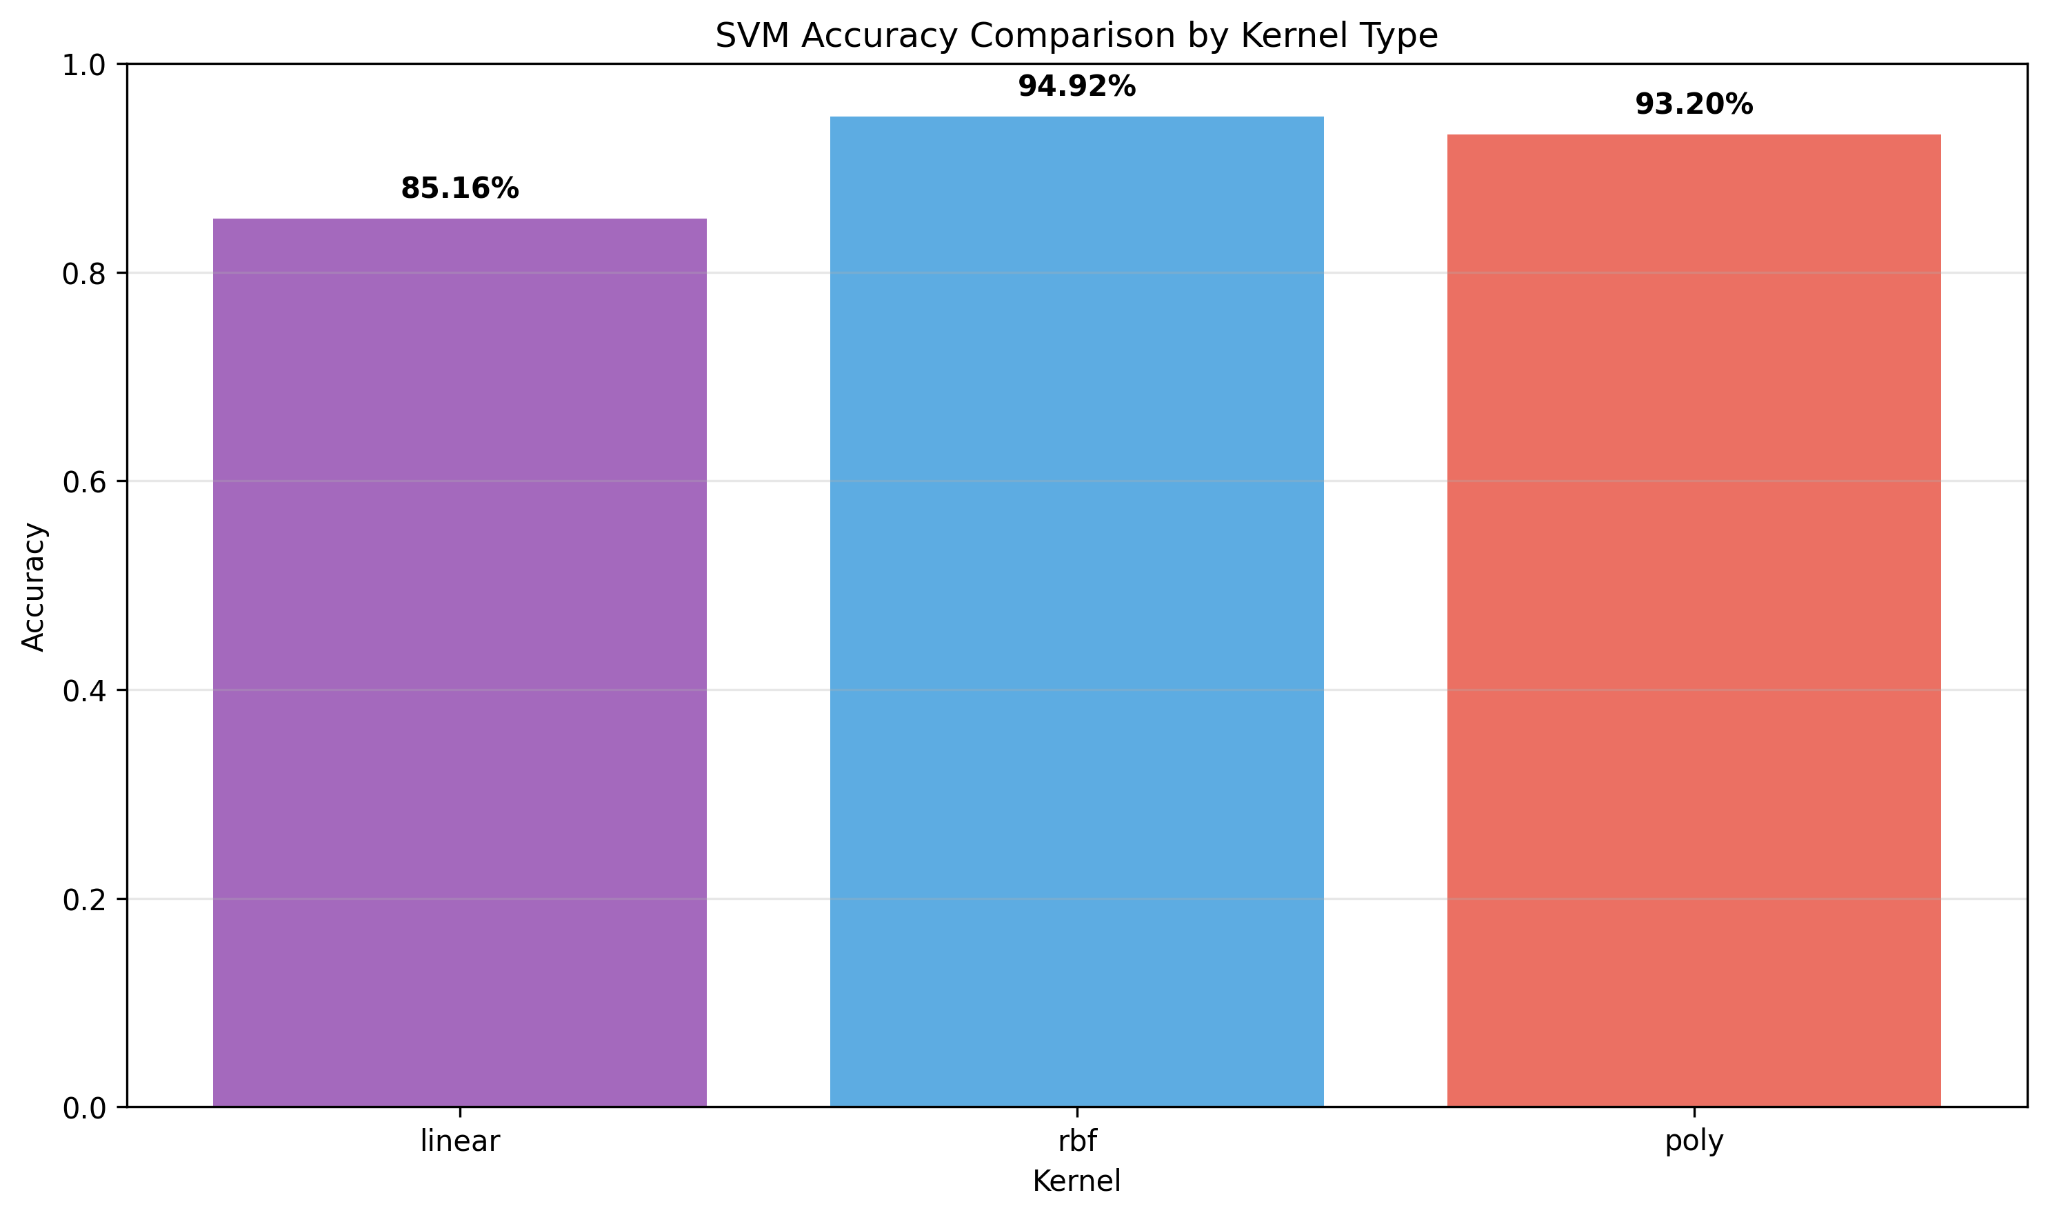 SVM Accuracy Comparison by Kernel Type
1.0
0.8
0.6
0.4
0.2
0.0
Accuracy
85.16%
94.92%
93.20%
linear
rbf
poly
Kernel